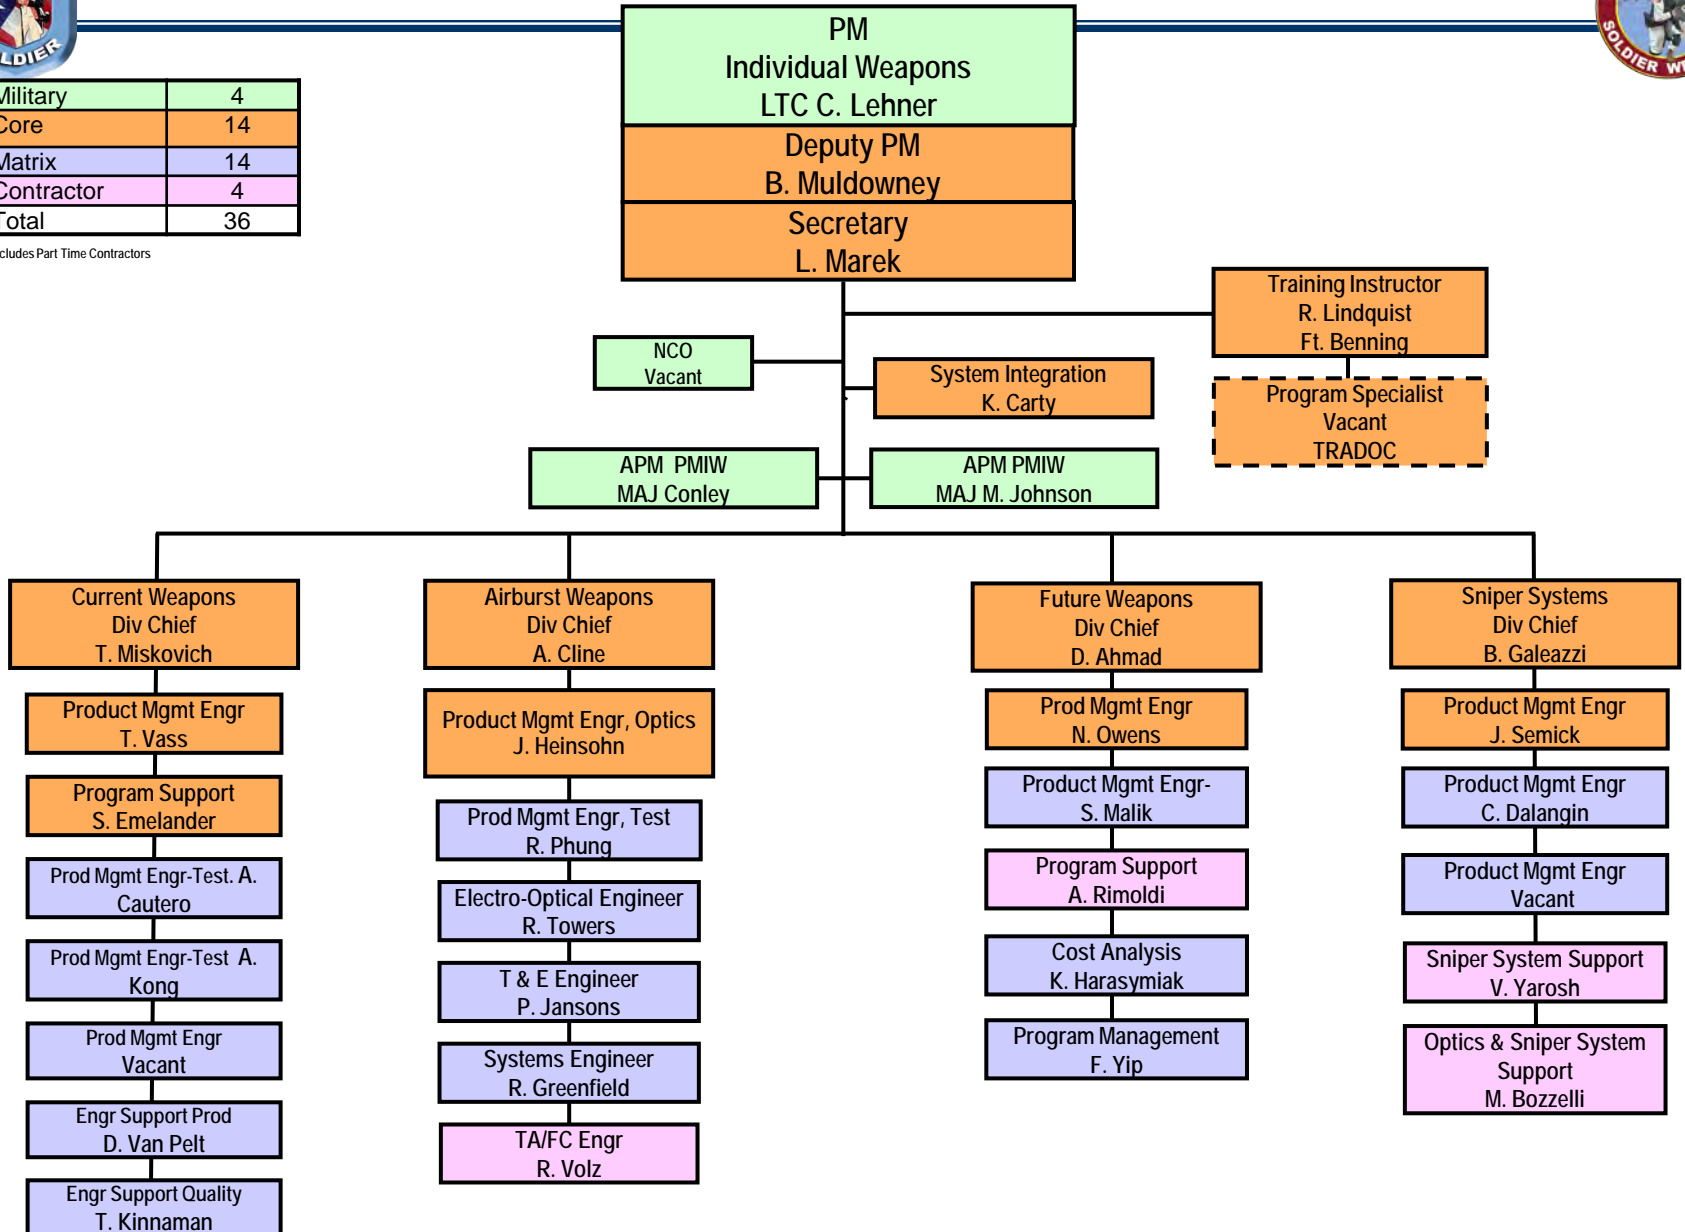 PM
Individual Weapons
LTC C. Lehner
Deputy PM
B. Muldowney
Secretary
L. Marek
SOLDIER
Military 4
Core 14
Matrix 14
Contractor 4
Total 36
Part Time Contractors
Training Instructor
R. Lindquist
Ft. Benning
Program Specialist
Vacant
TRADOC
NCO
Vacant
System Integration
K. Carty
APM PMIW
MAJ Conley
APM PMIW
MAJ M. Johnson
Current Weapons
Div Chief
T. Miskovich
Product Mgmt Engr
T. Vass
Program Support
S. Emelander
Prod Mgmt Engr-Test. A.
Cautero
Prod Mgmt Engr-Test A.
Kong
Prod Mgmt Engr
Vacant
Engr Support Prod
D. Van Pelt
Engr Support Quality
T. Kinnaman
Airburst Weapons
Div Chief
A. Cline
Product Mgmt Engr, Optics
J. Heinsohn
Prod Mgmt Engr, Test
R. Phung
Electro-Optical Engineer
R. Towers
T & E Engineer
P. Jansons
Systems Engineer
R. Greenfield
TA/FC Engr
R. Volz
Future Weapons
Div Chief
D. Ahmad
Prod Mgmt Engr
N. Owens
Product Mgmt Engr-
S. Malik
Program Support
A. Rimoldi
Cost Analysis
K. Harasymiak
Program Management
F. Yip
Sniper Systems
Div Chief
B. Galeazzi
Product Mgmt Engr
J. Semick
Product Mgmt Engr
C. Dalangin
Product Mgmt Engr
Vacant
Sniper System Support
V. Yarosh
Optics & Sniper System
Support
M. Bozzelli